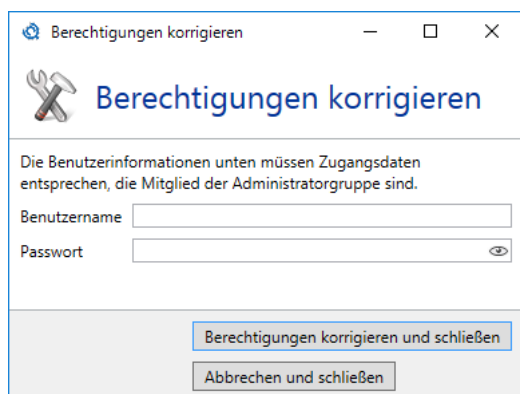 Berechtigungen korrigieren
Berechtigungen korrigieren
Die Benutzerinformationen unten müssen Zugangsdaten
entsprechen, die Mitglied der Administratorgruppe sind.
Benutzername
Passwort
Berechtigungen korrigieren und schließen
Abbrechen und schließen